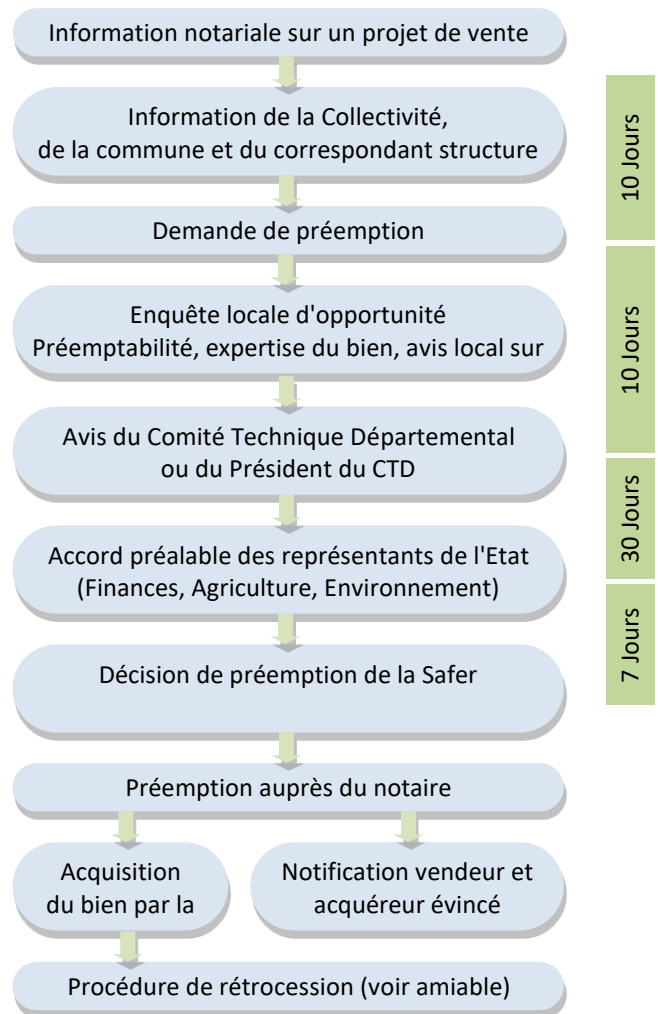 Information notariale sur un projet de vente
Information de la Collectivité,
de la commune et du correspondant structure
10 Jours
Demande de préemption
Enquête locale d'opportunité
Préemptabilité, expertise du bien, avis local sur
10 Jours
Avis du Comité Technique Départemental
ou du Président du CTD
30 Jours
Accord préalable des représentants de l'Etat
(Finances, Agriculture, Environnement)
7 Jours
Décision de préemption de la Safer
Préemption auprès du notaire
Acquisition
du bien par la
Notification vendeur et
acquéreur évincé
Procédure de rétrocession (voir amiable)